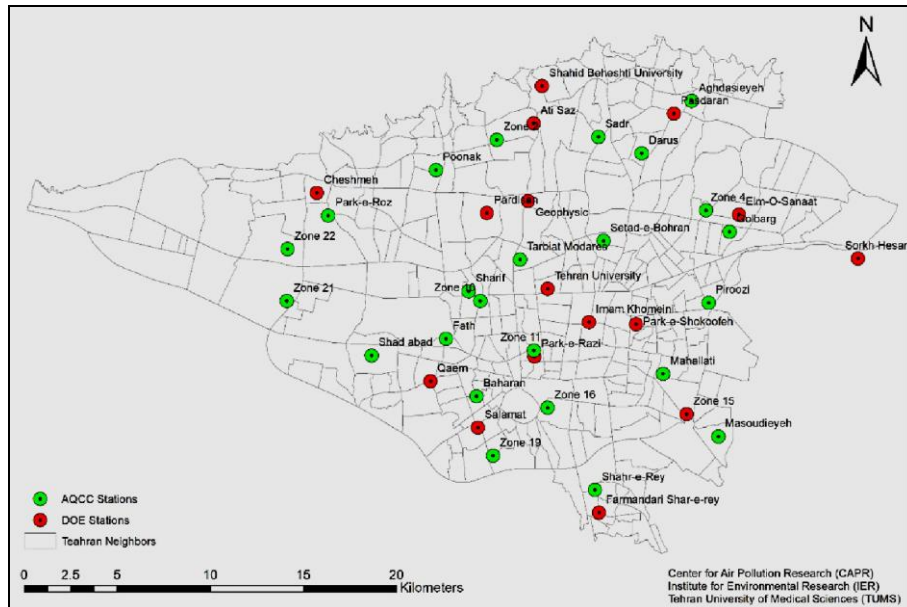 N
Shahid Beheshti University
Aghdasieyeh
Pasdaran
Ati Saz
Sadr
Zone
Darus
Poonak
Cheshmeh
Park-e-Roz
Pardisan
Geophysic
Zone 4
Elm-O-Sanaat
Golbarg
Setad-e-Bohran
Zone 22
Tarbiat Modares
Sorkh Hesar
Sharif
Tehran University
Zone 21
Zone 10
Piroozi
Imam Khomeini
Park-e-Shokoofeh
Fath
Zone 11
Shad abad
Park-e-Razi
Mahallati
Qaem
Baharan
Zone 16
Zone 15
Salamat
Masoudieyeh
Zone 19
Shahr-e-Rey
Farmandari Shar-e-rey
AQCC Stations
DOE Stations
Teahran Neighbors
0 2.5 5 10 15 20
Kilometers
Center for Air Pollution Research (CAPR)
Institute for Environmental Research (IER)
Tehran University of Medical Sciences (TUMS)